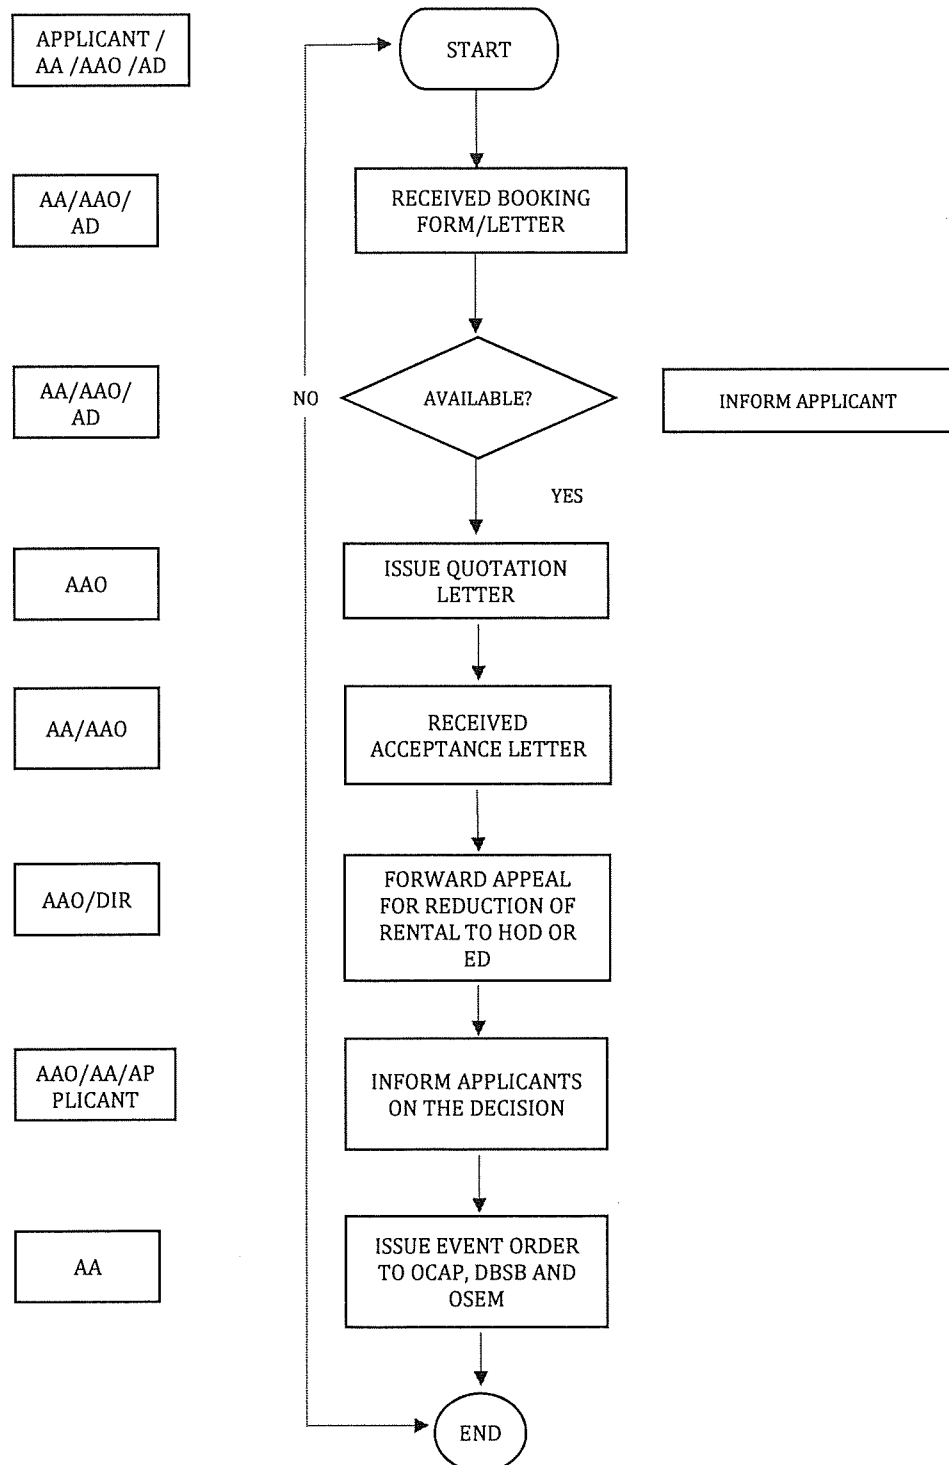 APPLICANT /
AA /AAO /AD
START
AA/AAO/
AD
RECEIVED BOOKING
FORM/LETTER
AA/AAO/
AD
NO
AVAILABLE?
INFORM APPLICANT
YES
AAO
ISSUE QUOTATION
LETTER
AA/AAO
RECEIVED
ACCEPTANCE LETTER
AAO/DIR
FORWARD APPEAL
FOR REDUCTION OF
RENTAL TO HOD OR
ED
AAO/AA/AP
PLICANT
INFORM APPLICANTS
ON THE DECISION
AA
ISSUE EVENT ORDER
TO OCAP, DBSB AND
OSEM
END